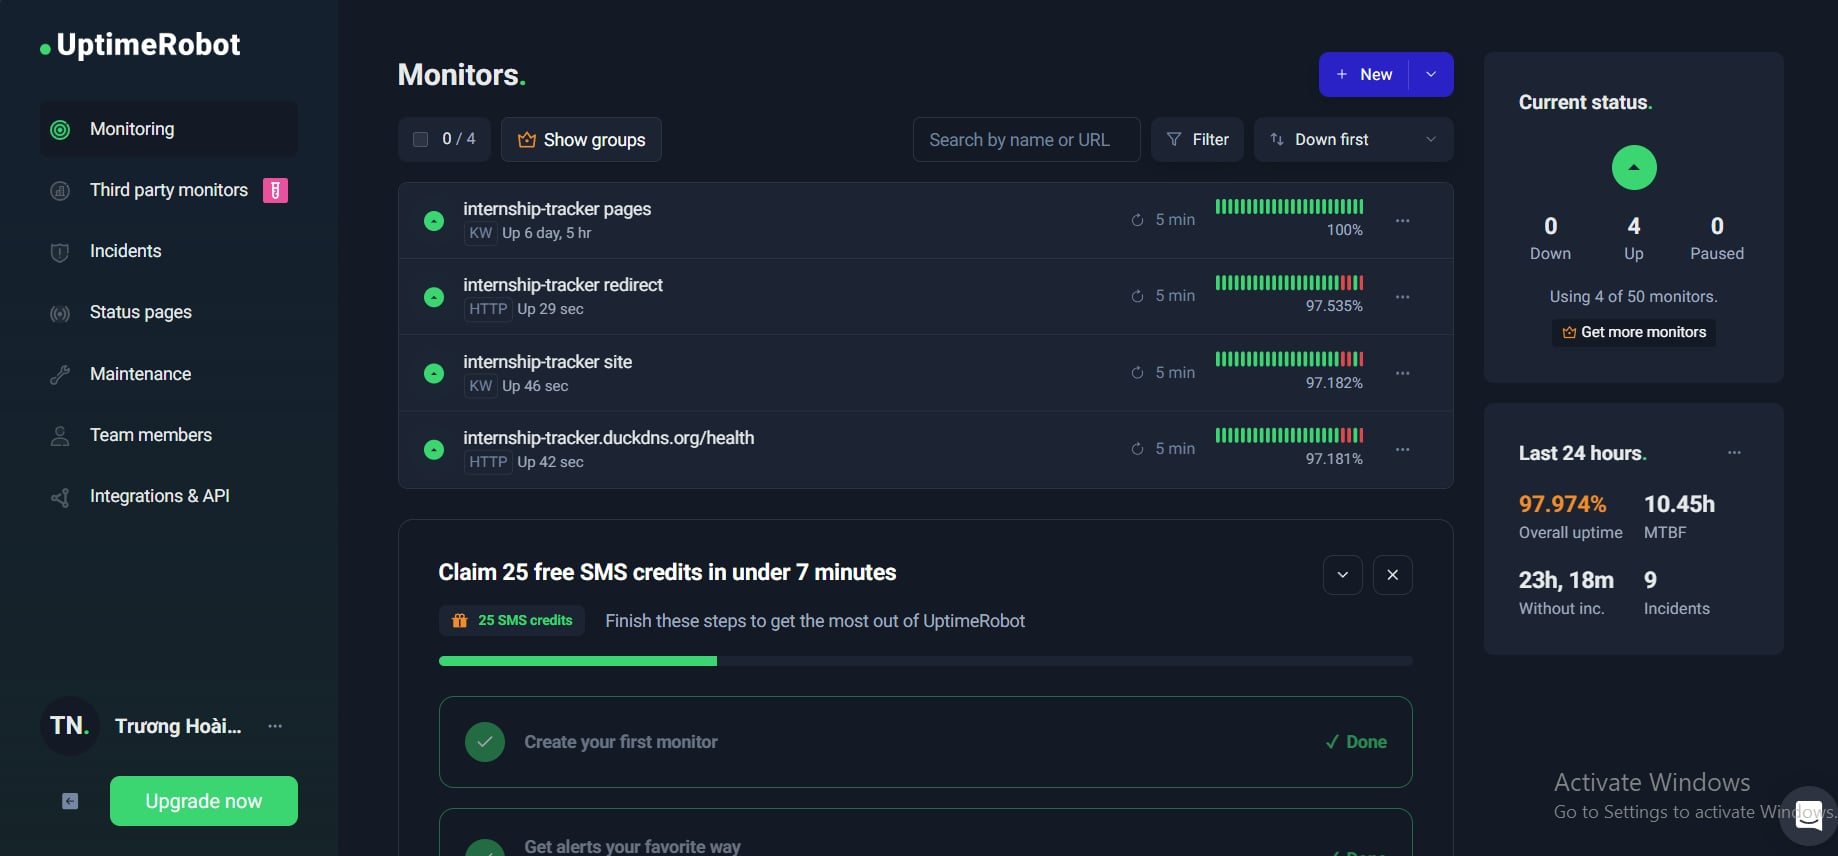 UptimeRobot
Monitoring
Third party monitors
Incidents
Status pages
Maintenance
Team members
Integrations & API
TN.
Trương Hoài...
Upgrade now
Monitors.
+ New
0 / 4
Show groups
Search by name or URL
Filter
Down first
internship-tracker pages
KW Up 6 day, 5 hr
5 min
100%
internship-tracker redirect
HTTP Up 29 sec
5 min
97.535%
internship-tracker site
KW Up 46 sec
5 min
97.182%
internship-tracker.duckdns.org/health
HTTP Up 42 sec
5 min
97.181%
Claim 25 free SMS credits in under 7 minutes
25 SMS credits
Finish these steps to get the most out of UptimeRobot
Create your first monitor
✓ Done
Get alerts your favorite way
✓ Done
Current status.
0 4 0
Down Up Paused
Using 4 of 50 monitors.
Get more monitors
Last 24 hours.
97.974% 10.45h
Overall uptime MTBF
23h, 18m 9
Without inc. Incidents
Activate Windows
Go to Settings to activate Windows.